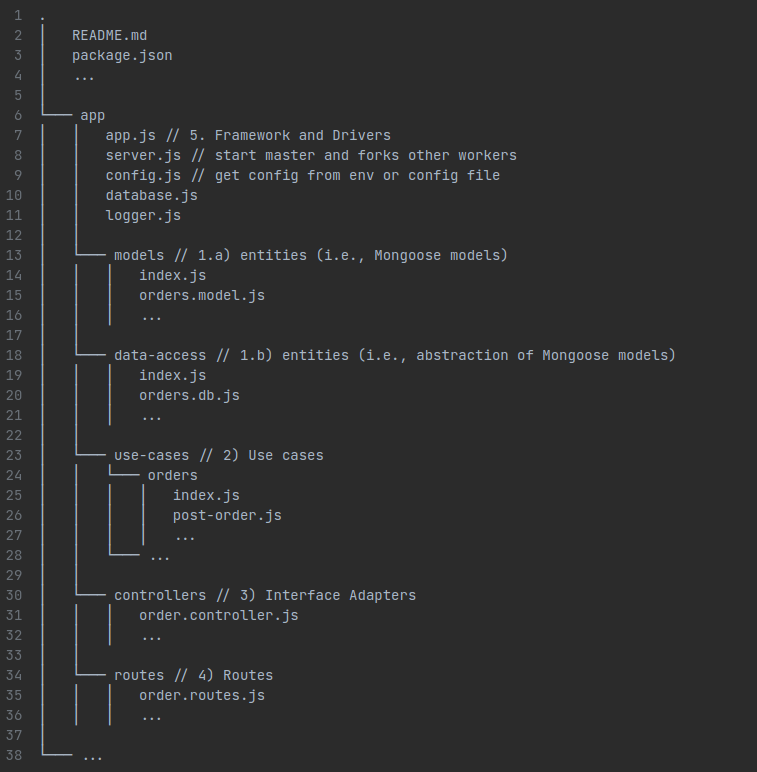 1 .
2 │   README.md
3 │   package.json
4 │   ...
5 │
6 └─── app
7 │   │   app.js // 5. Framework and Drivers
8 │   │   server.js // start master and forks other workers
9 │   │   config.js // get config from env or config file
10 │   │   database.js
11 │   │   logger.js
12 │   │
13 │   └─── models // 1.a) entities (i.e., Mongoose models)
14 │   │   │   index.js
15 │   │   │   orders.model.js
16 │   │   │   ...
17 │   │
18 │   └─── data-access // 1.b) entities (i.e., abstraction of Mongoose models)
19 │   │   │   index.js
20 │   │   │   orders.db.js
21 │   │   │   ...
22 │   │
23 │   └─── use-cases // 2) Use cases
24 │   │   └─── orders
25 │   │   │   │   index.js
26 │   │   │   │   post-order.js
27 │   │   │   │   ...
28 │   │   └─── ...
29 │   │
30 │   └─── controllers // 3) Interface Adapters
31 │   │   │   order.controller.js
32 │   │   │   ...
33 │   │
34 │   └─── routes // 4) Routes
35 │   │   │   order.routes.js
36 │   │   │   ...
37 │
38 └─── ...